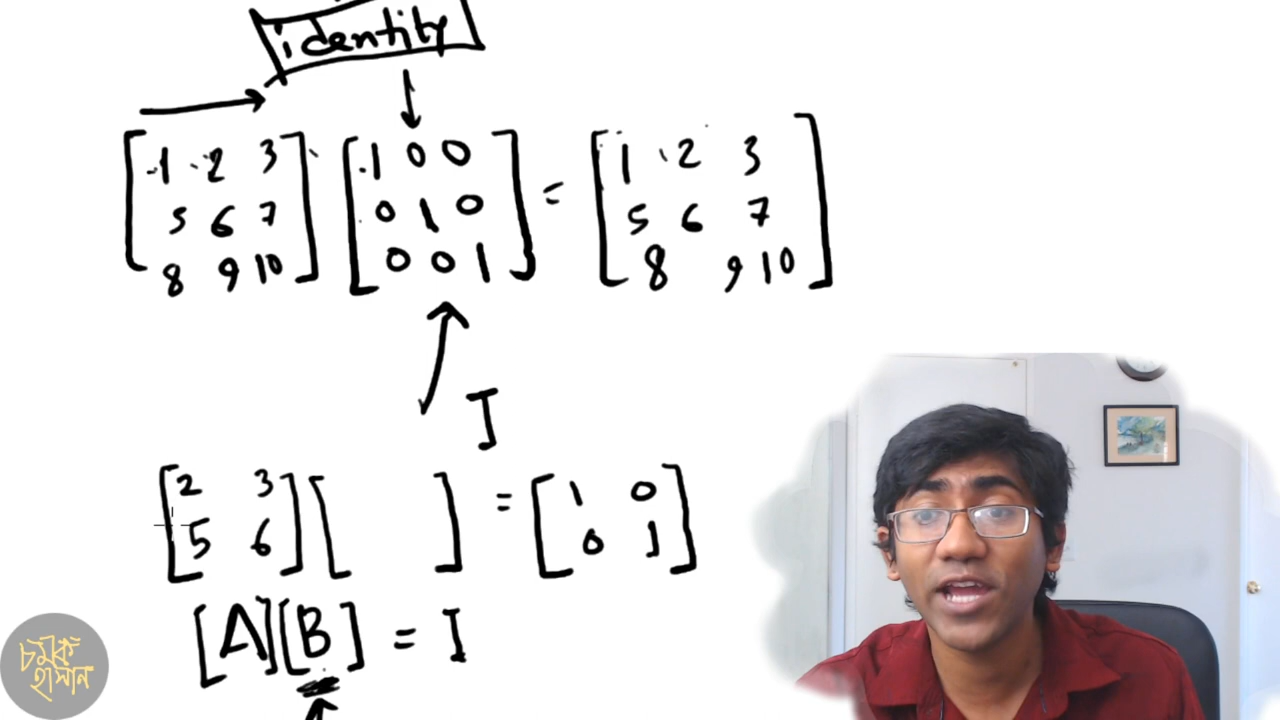 identity
[1 2 3] [1 0 0] = [1 2 3]
[5 6 7] [0 1 0] [5 6 7]
[8 9 10] [0 0 1] [8 9 10]
I
[2 3] [ ] = [1 0]
[5 6] [ ] [0 1]
[A][B] = I
চমক
হাসান